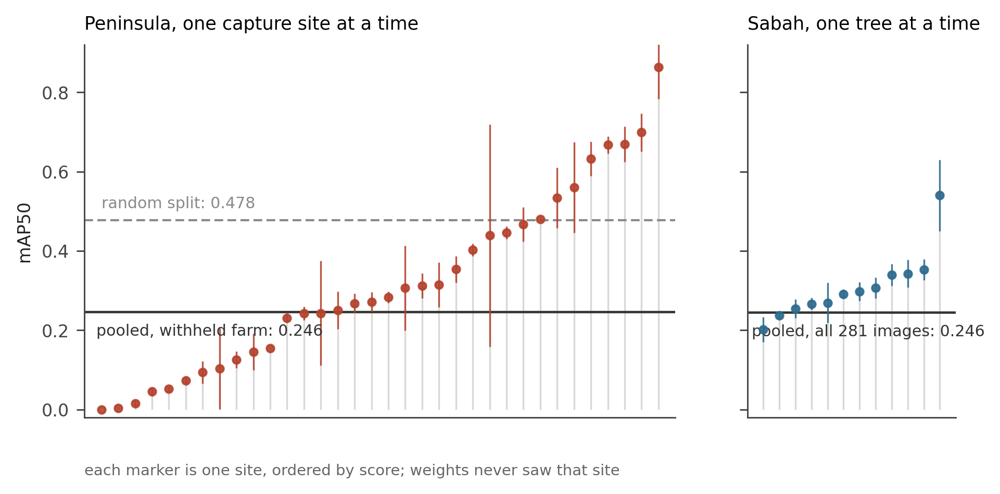 Peninsula, one capture site at a time
Sabah, one tree at a time
mAP50
0.8
0.6
0.4
0.2
0.0
random split: 0.478
pooled, withheld farm: 0.246
pooled, all 281 images: 0.246
each marker is one site, ordered by score; weights never saw that site